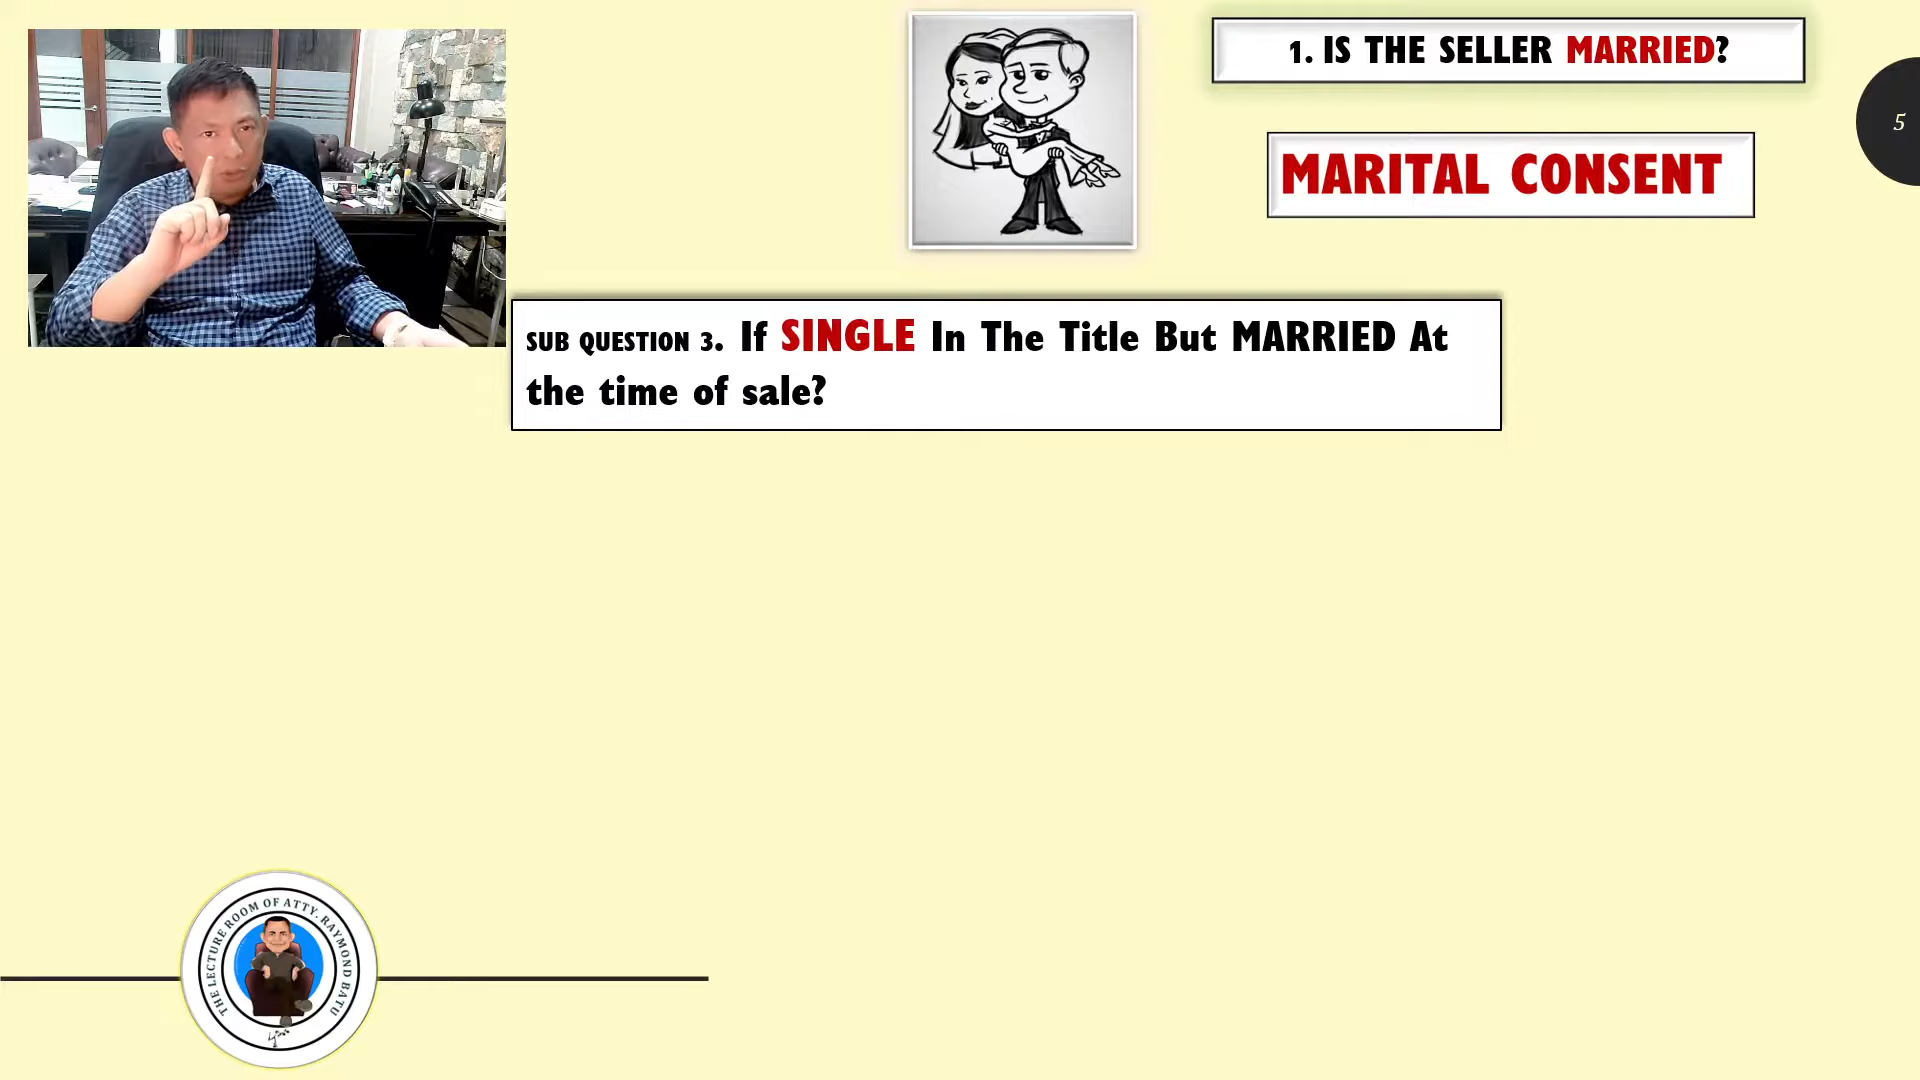 1. IS THE SELLER MARRIED?
5
MARITAL CONSENT
SUB QUESTION 3. If SINGLE In The Title But MARRIED At
the time of sale?
THE LECTURE ROOM OF ATTY. RAYMOND BATU